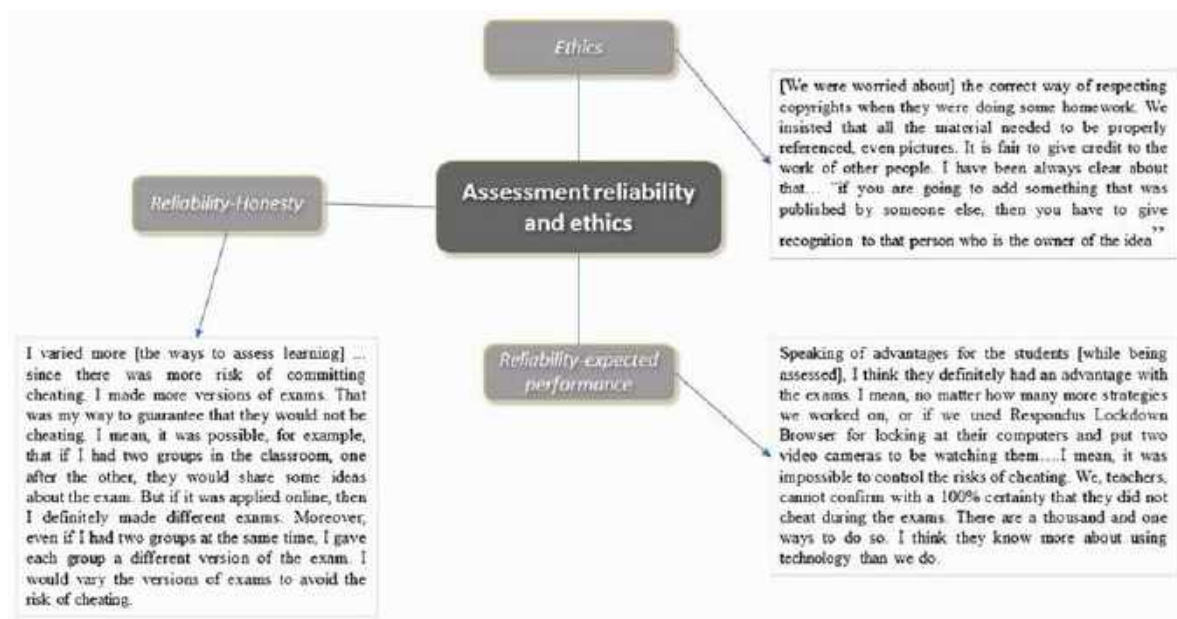 Ethics
[We were worried about] the correct way of respecting
copyrights when they were doing some homework. We
insisted that all the material needed to be properly
referenced, even pictures. It is fair to give credit to the
work of other people. I have been always clear about
that... "if you are going to add something that was
published by someone else, then you have to give
recognition to that person who is the owner of the idea”
Assessment reliability
and ethics
Reliability-Honesty
I varied more [the ways to assess learning] ...
since there was more risk of committing
cheating. I made more versions of exams. That
was my way to guarantee that they would not be
cheating. I mean, it was possible, for example,
that if I had two groups in the classroom, one
after the other, they would share some ideas
about the exam. But if it was applied online, then
I definitely made different exams. Moreover,
even if I had two groups at the same time, I gave
each group a different version of the exam. I
would vary the versions of exams to avoid the
risk of cheating.
Reliability-expected
performance
Speaking of advantages for the students [while being
assessed], I think they definitely had an advantage with
the exams. I mean, no matter how many more strategies
we worked on, or if we used Respondus Lockdown
Browser for locking at their computers and put two
video cameras to be watching them....I mean, it was
impossible to control the risks of cheating. We, teachers,
cannot confirm with a 100% certainty that they did not
cheat during the exams. There are a thousand and one
ways to do so. I think they know more about using
technology than we do.